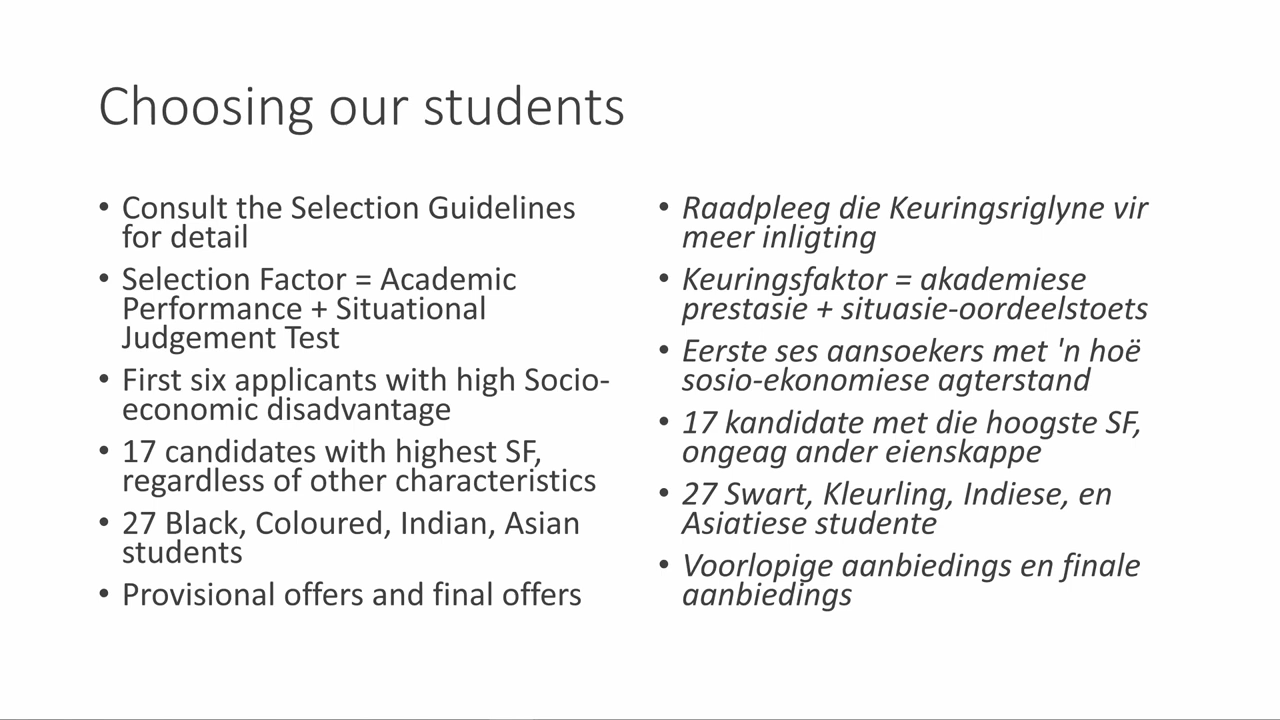 Choosing our students
• Consult the Selection Guidelines
for detail
• Selection Factor = Academic
Performance + Situational
Judgement Test
• First six applicants with high Socio-
economic disadvantage
• 17 candidates with highest SF,
regardless of other characteristics
• 27 Black, Coloured, Indian, Asian
students
• Provisional offers and final offers
• Raadpleeg die Keuringsriglyne vir
meer inligting
• Keuringsfaktor = akademiese
prestasie + situasie-oordeelstoets
• Eerste ses aansoekers met 'n hoë
sosio-ekonomiese agterstand
• 17 kandidate met die hoogste SF,
ongeag ander eienskappe
• 27 Swart, Kleurling, Indiese, en
Asiatiese studente
• Voorlopige aanbiedings en finale
aanbiedings